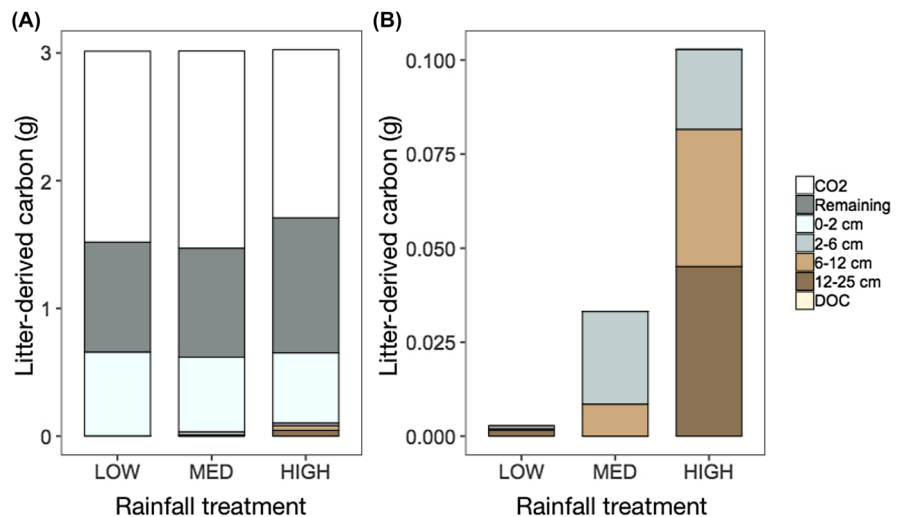 (A)
Litter-derived carbon (g)
3
2
1
0
LOW MED HIGH
Rainfall treatment
(B)
Litter-derived carbon (g)
0.100
0.075
0.050
0.025
0.000
LOW MED HIGH
Rainfall treatment
CO2
Remaining
0-2 cm
2-6 cm
6-12 cm
12-25 cm
DOC